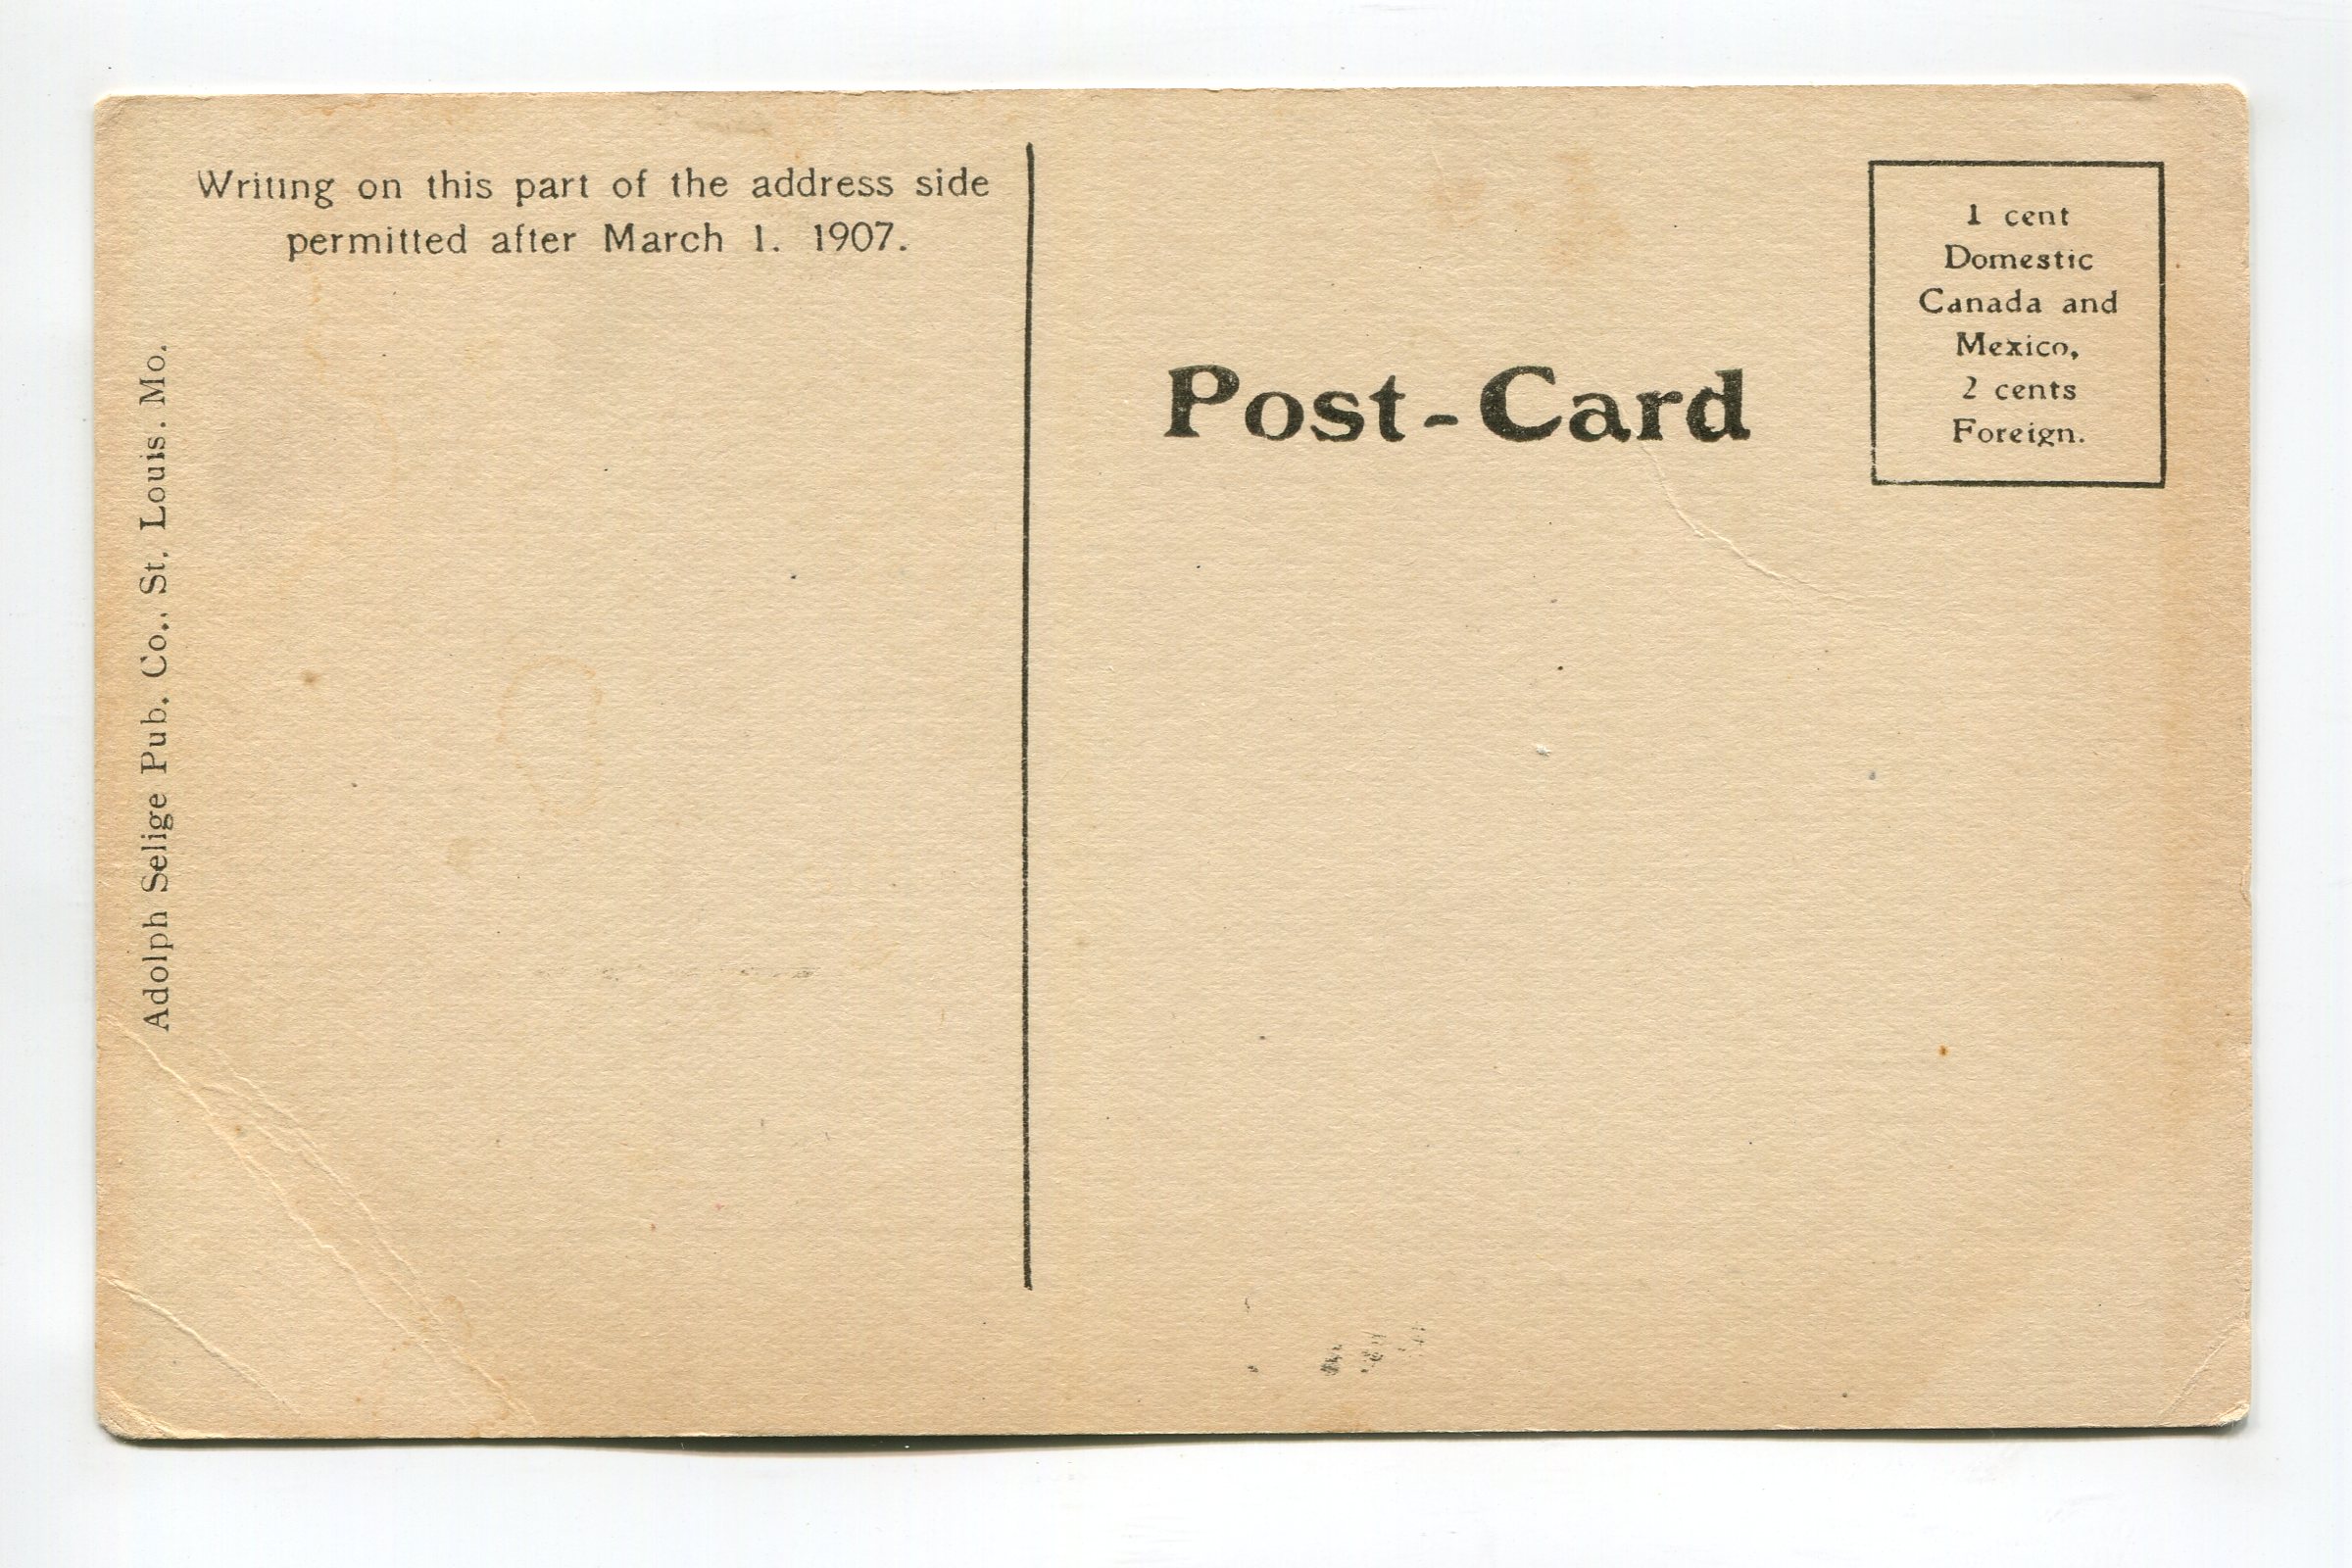 Writing on this part of the address side
permitted after March 1. 1907.
Adolph Selige Pub. Co., St. Louis. Mo.
Post-Card
1 cent
Domestic
Canada and
Mexico,
2 cents
Foreign.